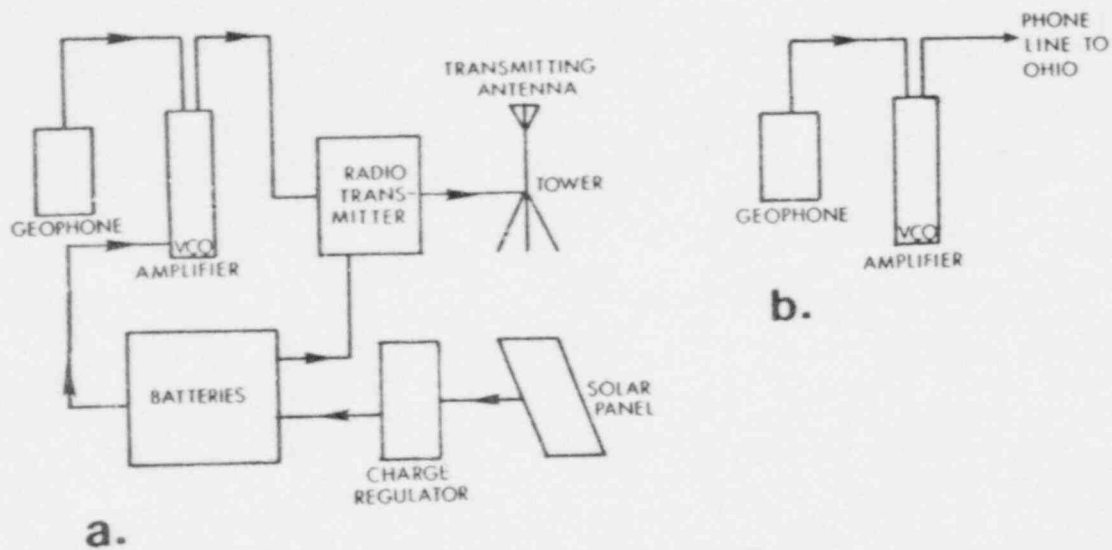 TRANSMITTING
ANTENNA
RADIO
TRANS-
MITTER
TOWER
GEOPHONE
VCO
AMPLIFIER
BATTERIES
SOLAR
PANEL
CHARGE
REGULATOR
a.
PHONE
LINE TO
OHIO
GEOPHONE
VCO
AMPLIFIER
b.